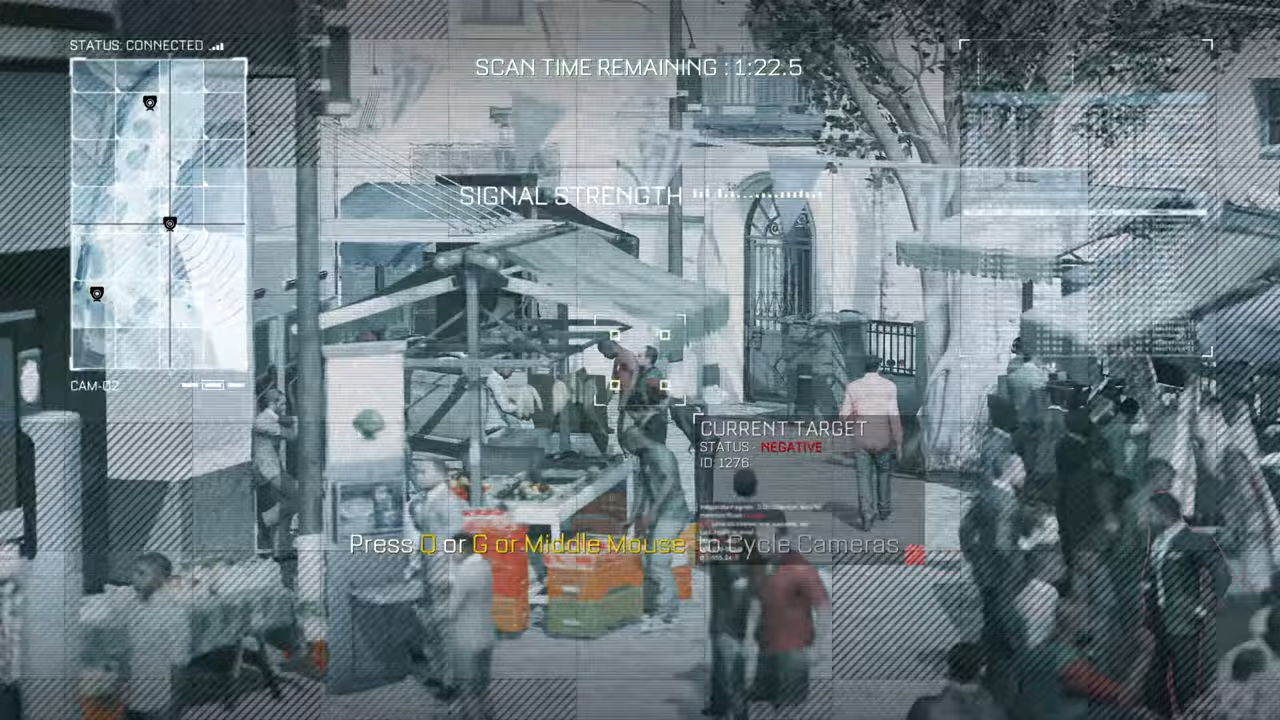 STATUS: CONNECTED
SCAN TIME REMAINING : 1:22.5
SIGNAL STRENGTH
CAM-02
CURRENT TARGET
STATUS - NEGATIVE
ID: 1276
Press Q or G or Middle Mouse to Cycle Cameras